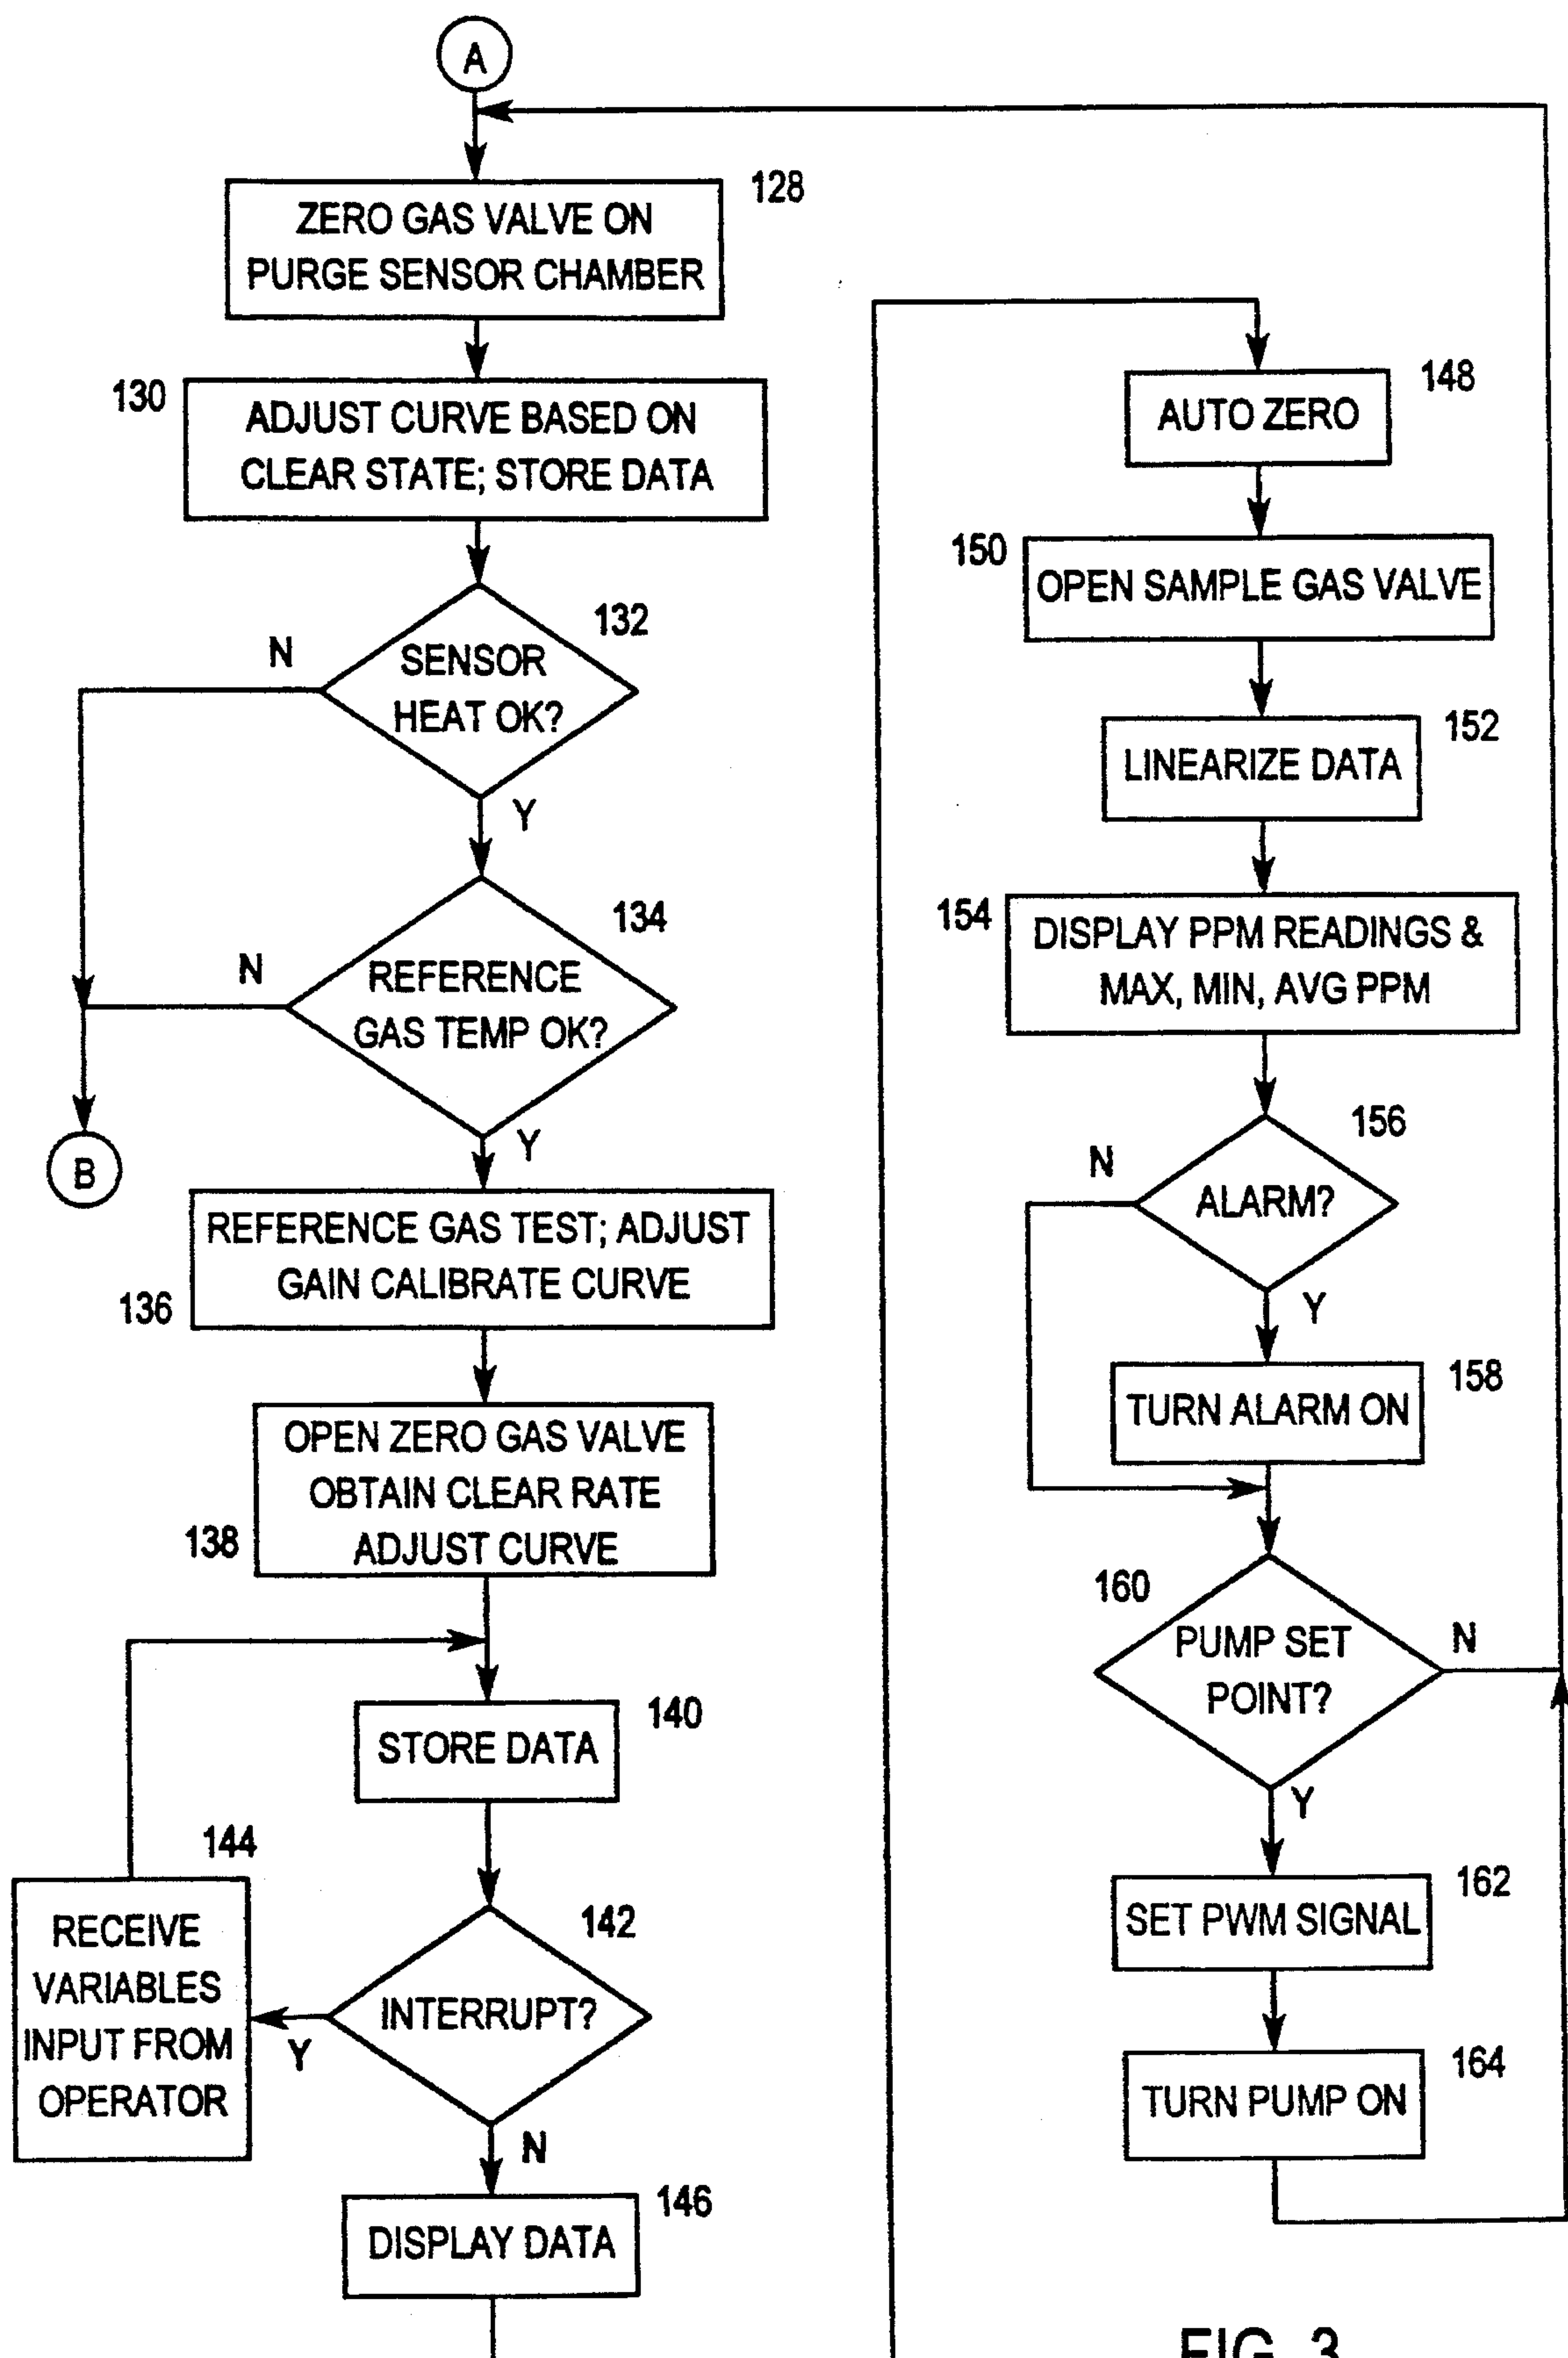 A
ZERO GAS VALVE ON
PURGE SENSOR CHAMBER
128
130
ADJUST CURVE BASED ON
CLEAR STATE; STORE DATA
132
N
SENSOR
HEAT OK?
Y
134
N
REFERENCE
GAS TEMP OK?
Y
B
REFERENCE GAS TEST; ADJUST
GAIN CALIBRATE CURVE
136
OPEN ZERO GAS VALVE
OBTAIN CLEAR RATE
ADJUST CURVE
138
STORE DATA
140
142
INTERRUPT?
Y
144
RECEIVE
VARIABLES
INPUT FROM
OPERATOR
N
146
DISPLAY DATA
148
AUTO ZERO
150
OPEN SAMPLE GAS VALVE
152
LINEARIZE DATA
154
DISPLAY PPM READINGS &
MAX, MIN, AVG PPM
156
N
ALARM?
Y
158
TURN ALARM ON
160
PUMP SET
POINT?
N
Y
162
SET PWM SIGNAL
164
TURN PUMP ON
FIG. 3